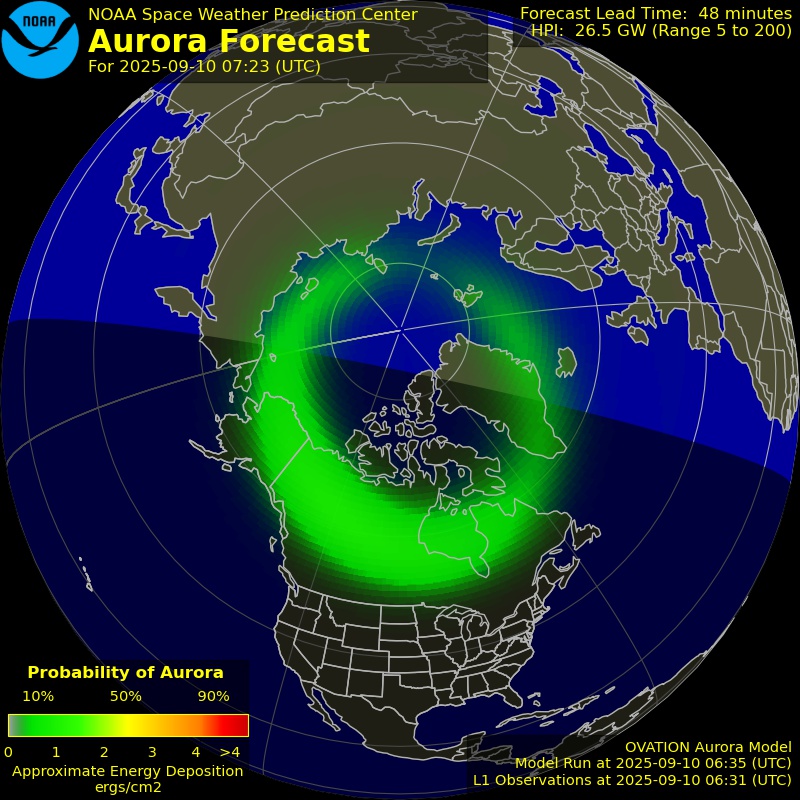 NOAA
NOAA Space Weather Prediction Center
Aurora Forecast
For 2025-09-10 07:23 (UTC)
Forecast Lead Time: 48 minutes
HPI: 26.5 GW (Range 5 to 200)
Probability of Aurora
10% 50% 90%
0 1 2 3 4 >4
Approximate Energy Deposition
ergs/cm2
OVATION Aurora Model
Model Run at 2025-09-10 06:35 (UTC)
L1 Observations at 2025-09-10 06:31 (UTC)